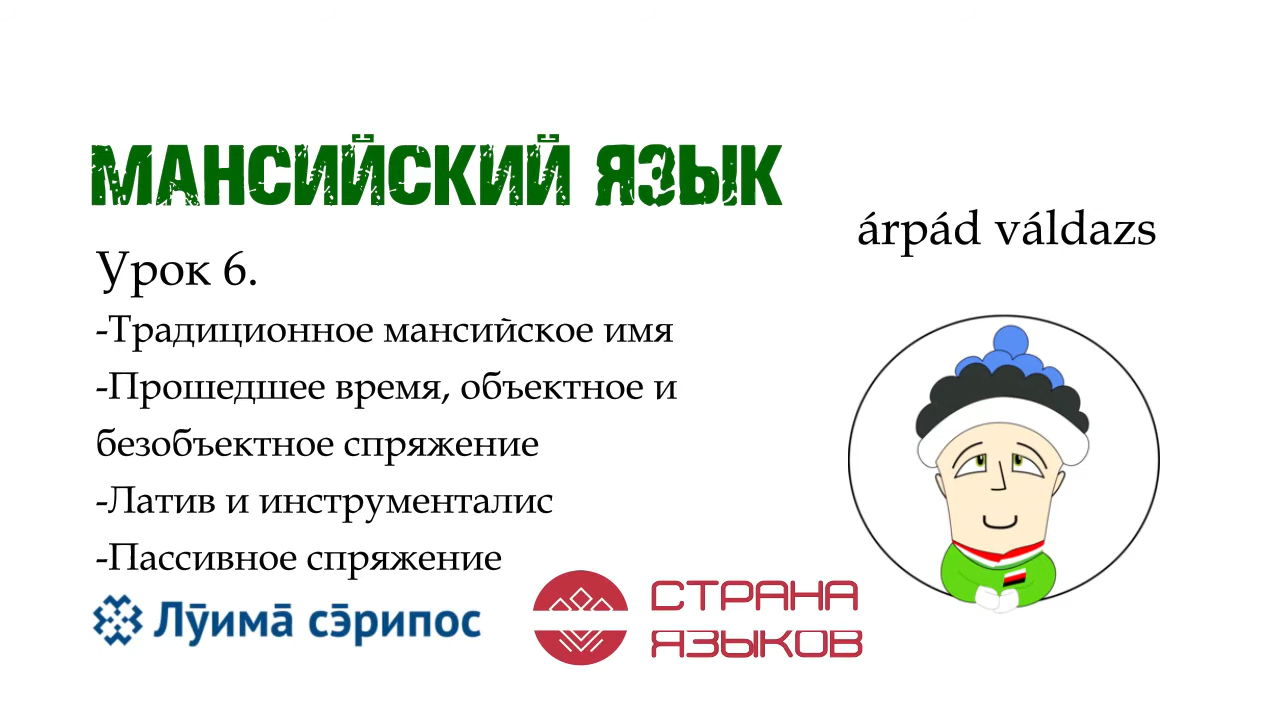 МАНСИЙСКИЙ ЯЗЫК
árpád váldazs
Урок 6.
-Традиционное мансийское имя
-Прошедшее время, объектное и
безобъектное спряжение
-Латив и инструменталис
-Пассивное спряжение
Лӯима̄ сэ̄рипос
СТРАНА
ЯЗЫКОВ